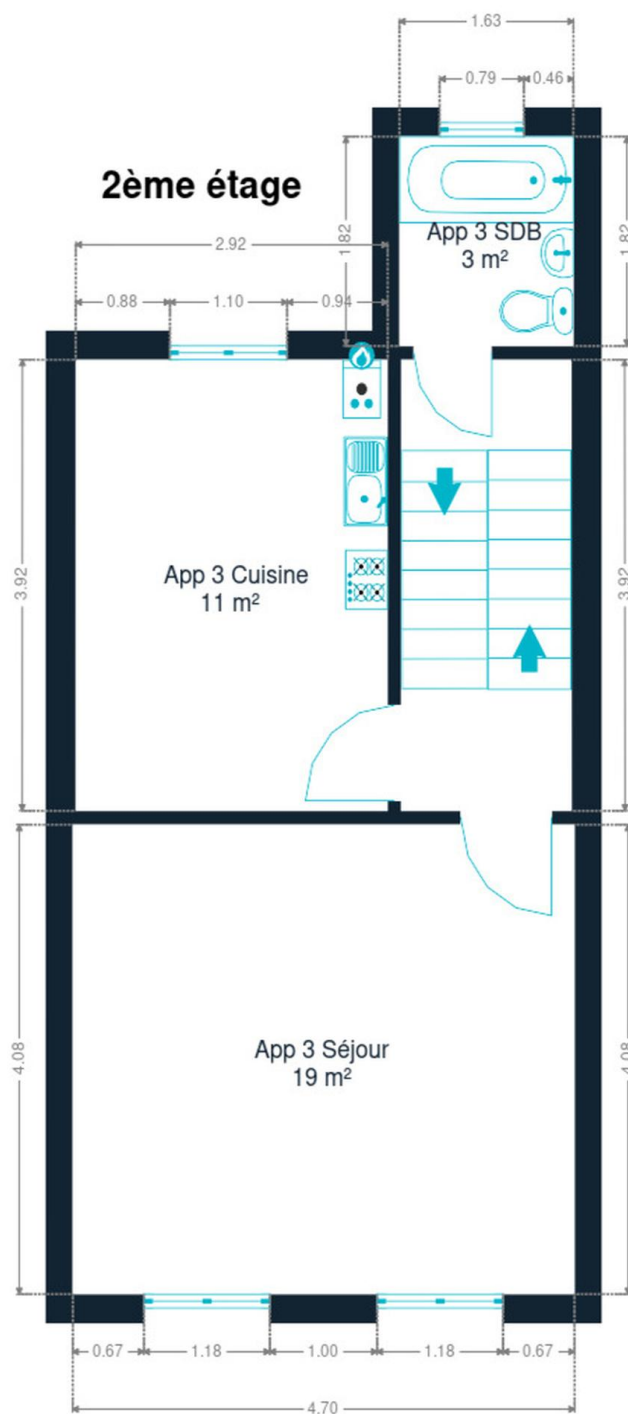 1.63
0.79
0.46
2ème étage
1.82
1.82
App 3 SDB
3 m²
2.92
0.88
1.10
0.94
3.92
3.92
App 3 Cuisine
11 m²
4.08
4.08
App 3 Séjour
19 m²
0.67
1.18
1.00
1.18
0.67
4.70